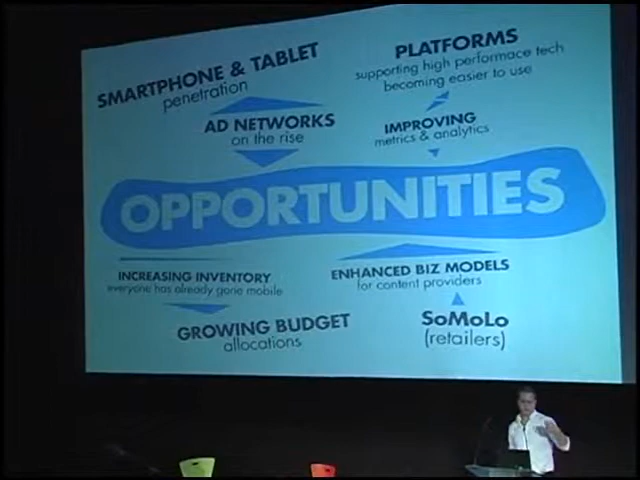 SMARTPHONE & TABLET
penetration
PLATFORMS
supporting high performace tech
becoming easier to use
AD NETWORKS
on the rise
IMPROVING
metrics & analytics
OPPORTUNITIES
INCREASING INVENTORY
everyone has already gone mobile
ENHANCED BIZ MODELS
for content providers
GROWING BUDGET
allocations
SoMoLo
(retailers)